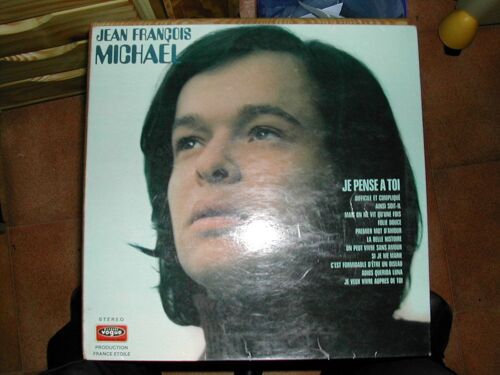 JEAN FRANÇOIS
MICHAEL
JE PENSE A TOI
DIFFICILE ET COMPLIQUÉ
AINSI SOIT-IL
MAIS ON NE VIT QU'UNE FOIS
FOLIE DOUCE
PREMIER MOT D'AMOUR
LA BELLE HISTOIRE
ON PEUT VIVRE SANS AMOUR
SI JE ME MARIE
C'EST FORMIDABLE D'ÊTRE UN OISEAU
ADIOS QUERIDA LUNA
JE VEUX VIVRE AUPRES DE TOI
STEREO
vogue
PRODUCTION
FRANCE ETOILE